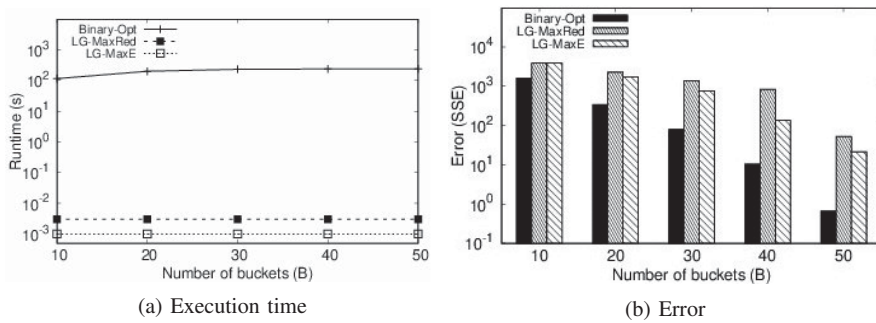 Binary-Opt
LG-MaxRed
LG-MaxE
10^3
10^2
10^1
10^0
10^-1
10^-2
10^-3
Runtime (s)
10 20 30 40 50
Number of buckets (B)
(a) Execution time
Binary-Opt
LG-MaxRed
LG-MaxE
10^4
10^3
10^2
10^1
10^0
10^-1
Error (SSE)
10 20 30 40 50
Number of buckets (B)
(b) Error